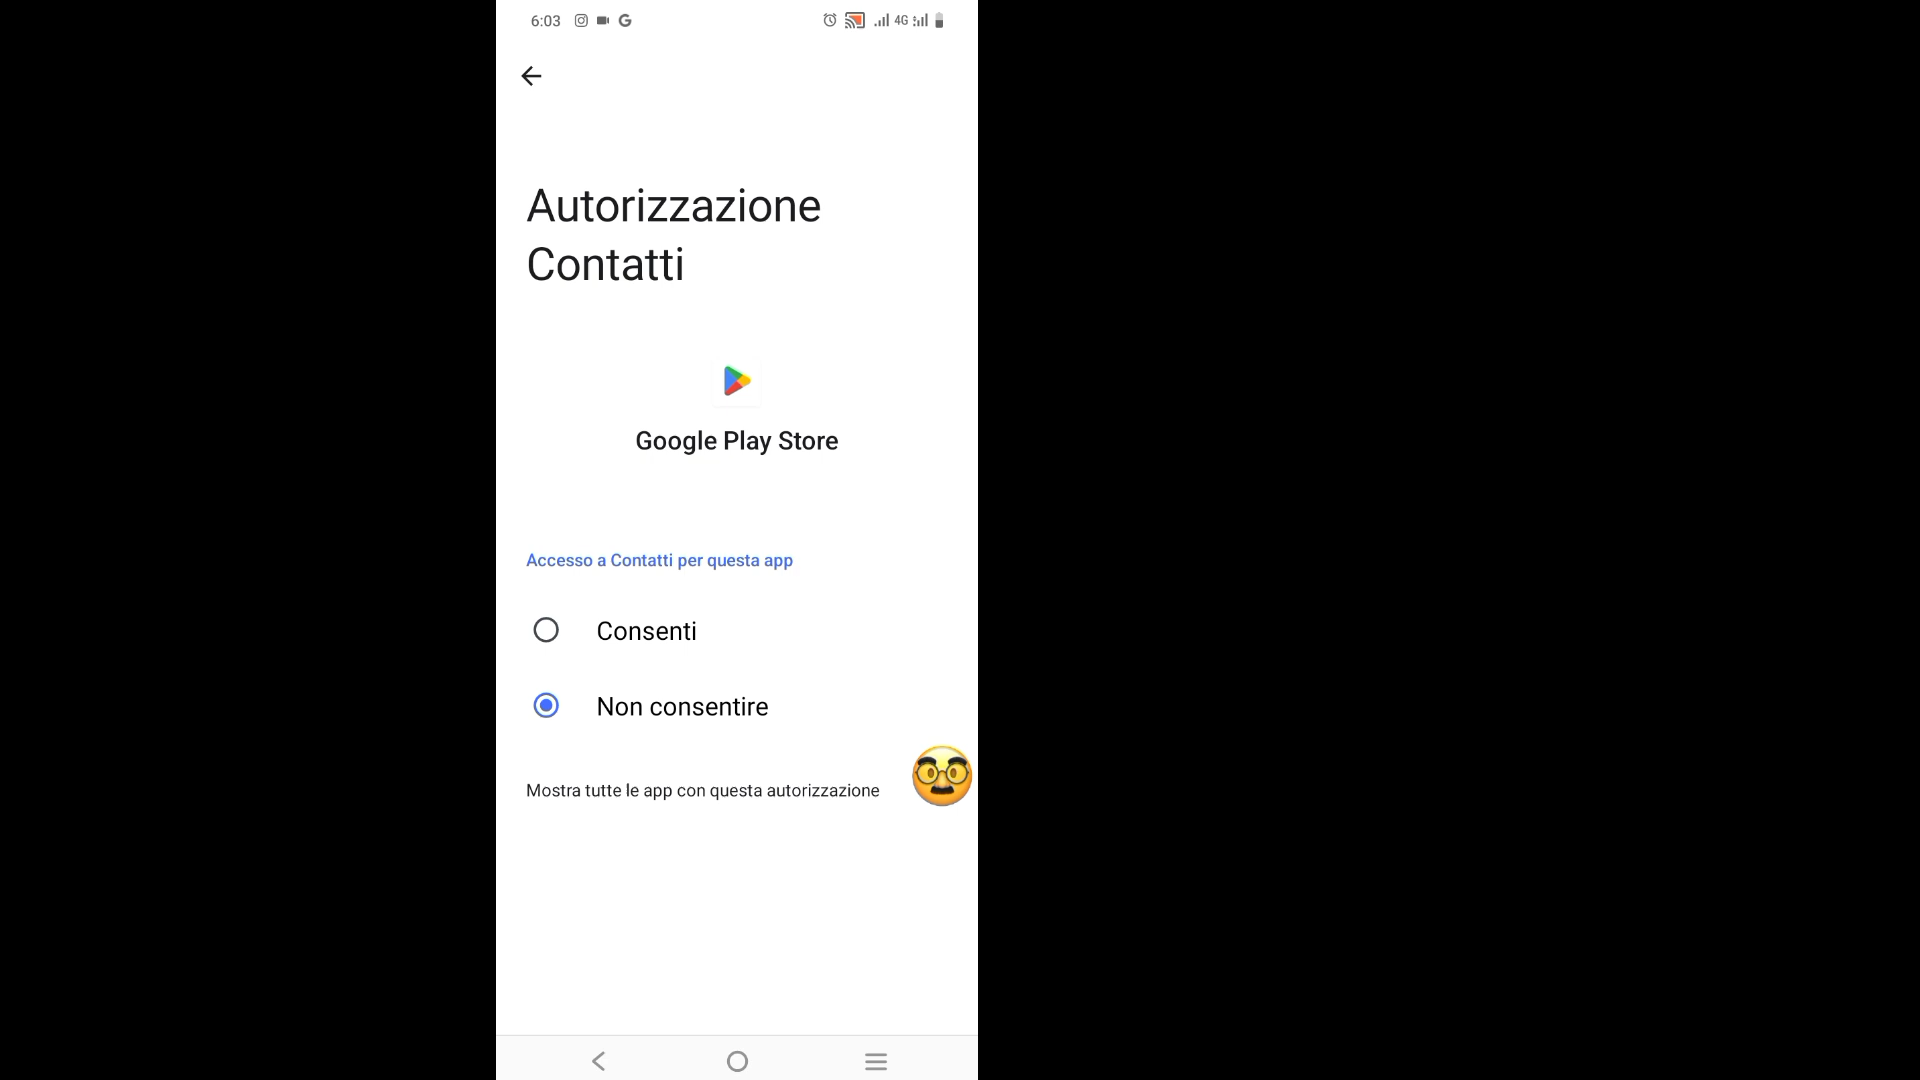 6:03 4G
Autorizzazione
Contatti
Google Play Store
Accesso a Contatti per questa app
Consenti
Non consentire
Mostra tutte le app con questa autorizzazione